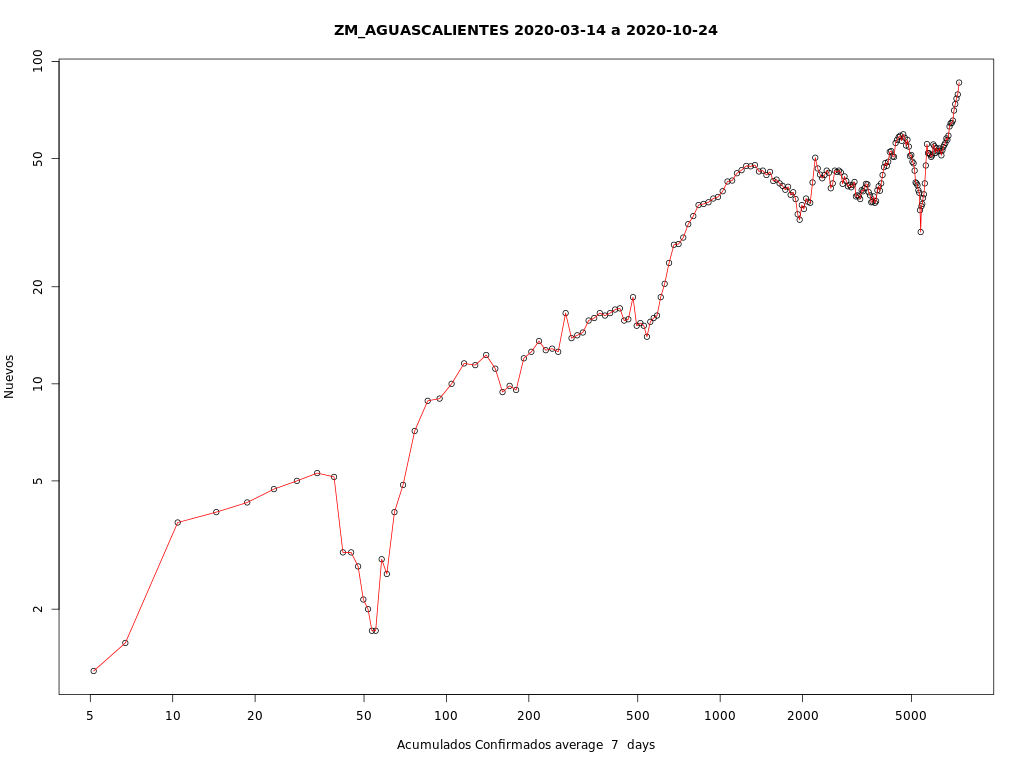 ZM_AGUASCALIENTES 2020-03-14 a 2020-10-24
100
50
20
10
5
2
Nuevos
5 10 20 50 100 200 500 1000 2000 5000
Acumulados Confirmados average 7 days